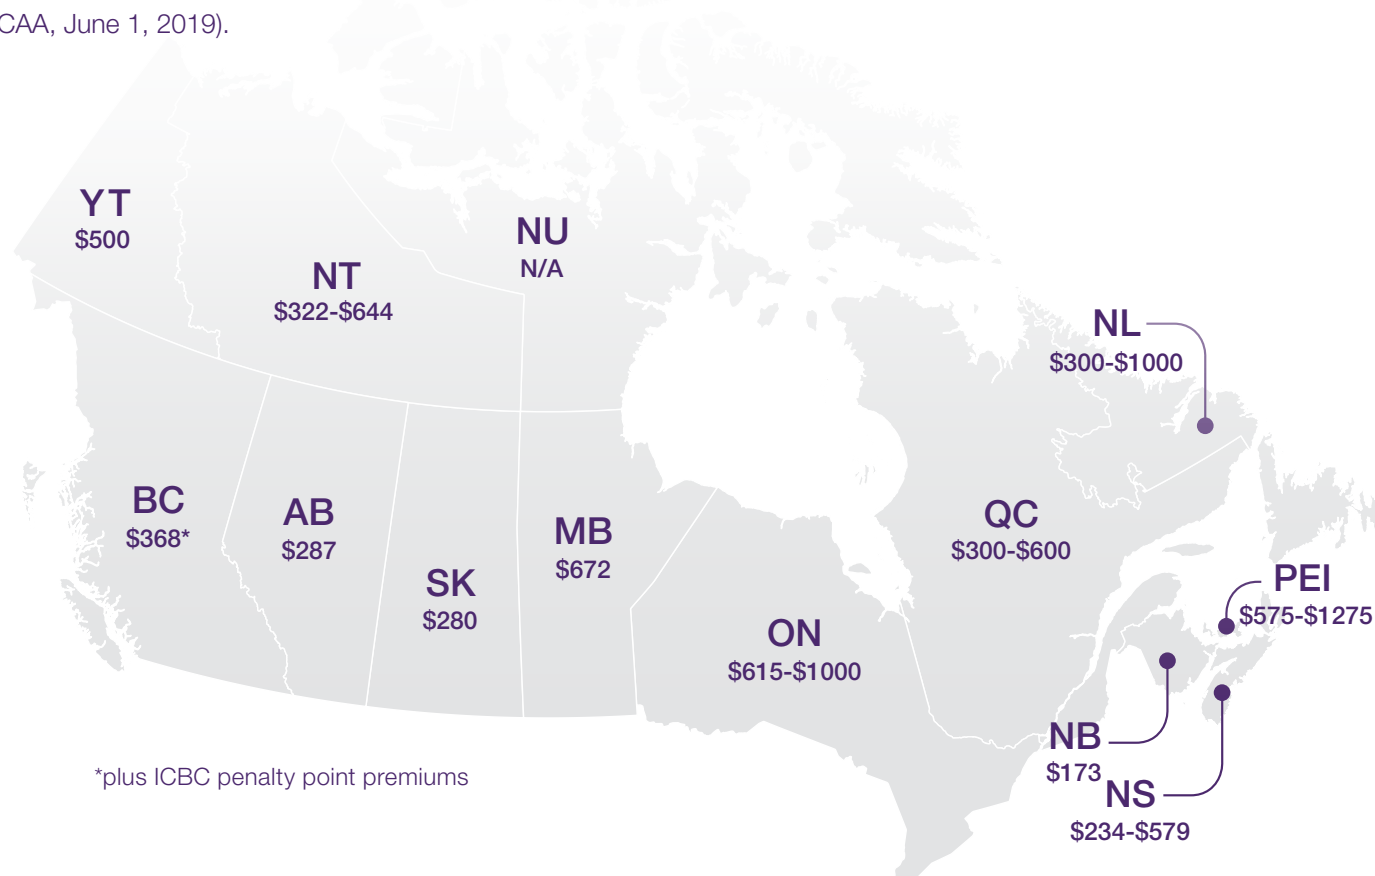 CAA, June 1, 2019).
YT
$500
NU
N/A
NT
$322-$644
NL
$300-$1000
BC
$368*
AB
$287
SK
$280
MB
$672
QC
$300-$600
PEI
$575-$1275
ON
$615-$1000
NB
$173
NS
$234-$579
*plus ICBC penalty point premiums